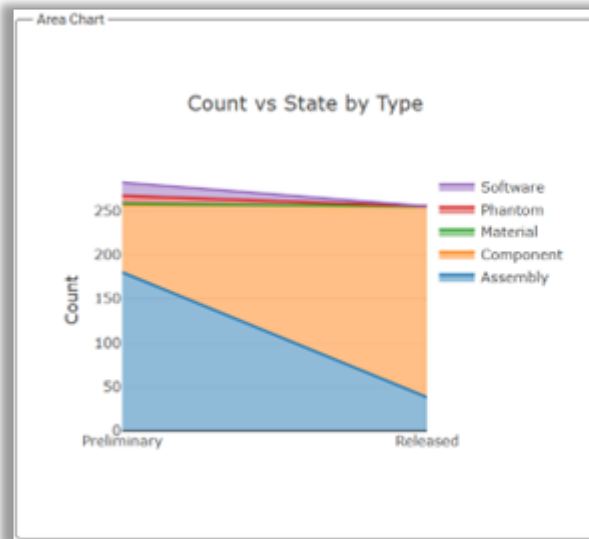 Area Chart
Count vs State by Type
Software
Phantom
Material
Component
Assembly
Count
250
200
150
100
50
0
Preliminary
Released